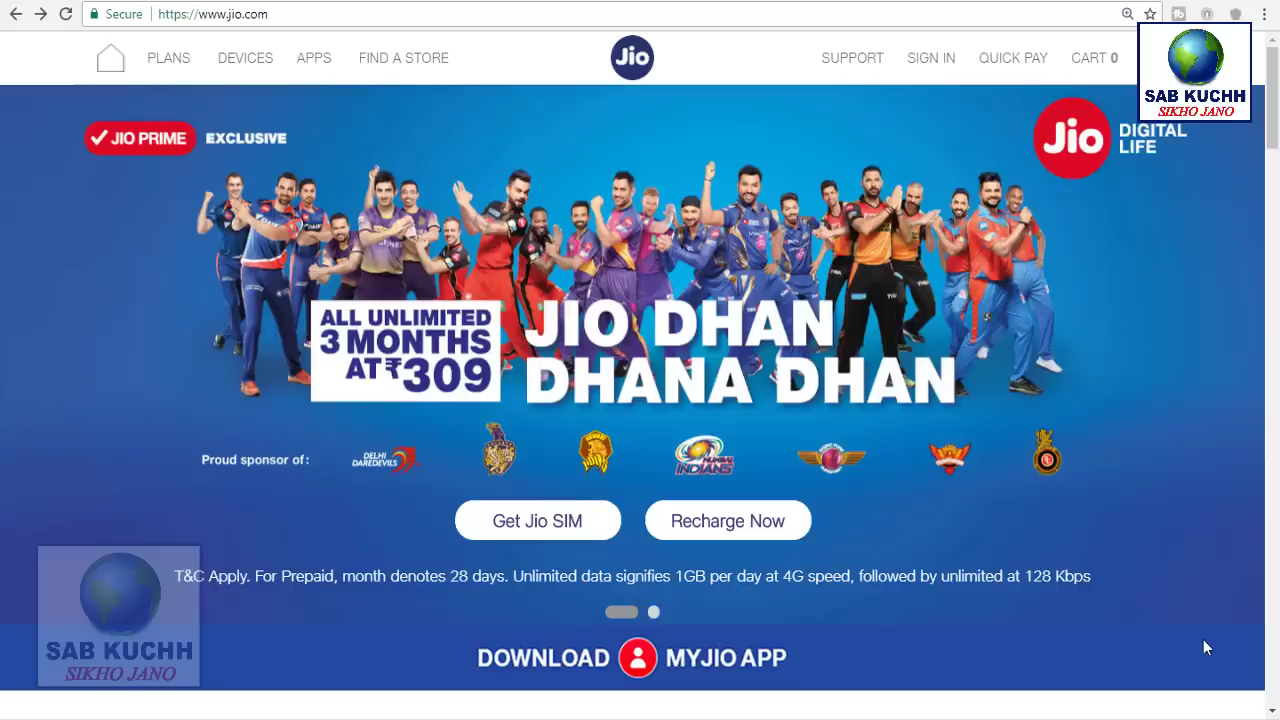 Secure
https://www.jio.com
PLANS
DEVICES
APPS
FIND A STORE
Jio
SUPPORT
SIGN IN
QUICK PAY
CART 0
SAB KUCHH
SIKHO JANO
JIO PRIME
EXCLUSIVE
Jio
DIGITAL
LIFE
ALL UNLIMITED
3 MONTHS
AT ₹309
JIO DHAN
DHANA DHAN
Proud sponsor of:
DELHI
DAREDEVILS
MUMBAI
INDIANS
Get Jio SIM
Recharge Now
T&C Apply. For Prepaid, month denotes 28 days. Unlimited data signifies 1GB per day at 4G speed, followed by unlimited at 128 Kbps
SAB KUCHH
SIKHO JANO
DOWNLOAD
MYJIO APP